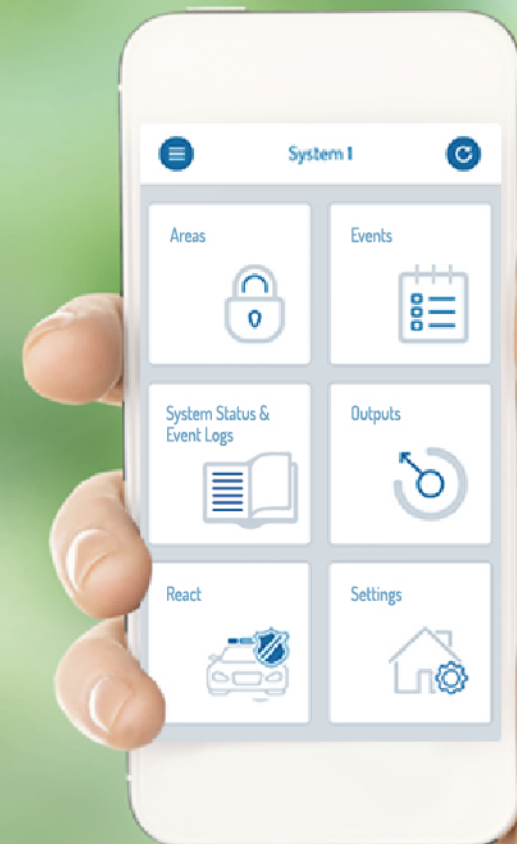 System 1
Areas
Events
System Status &
Event Logs
Outputs
React
Settings